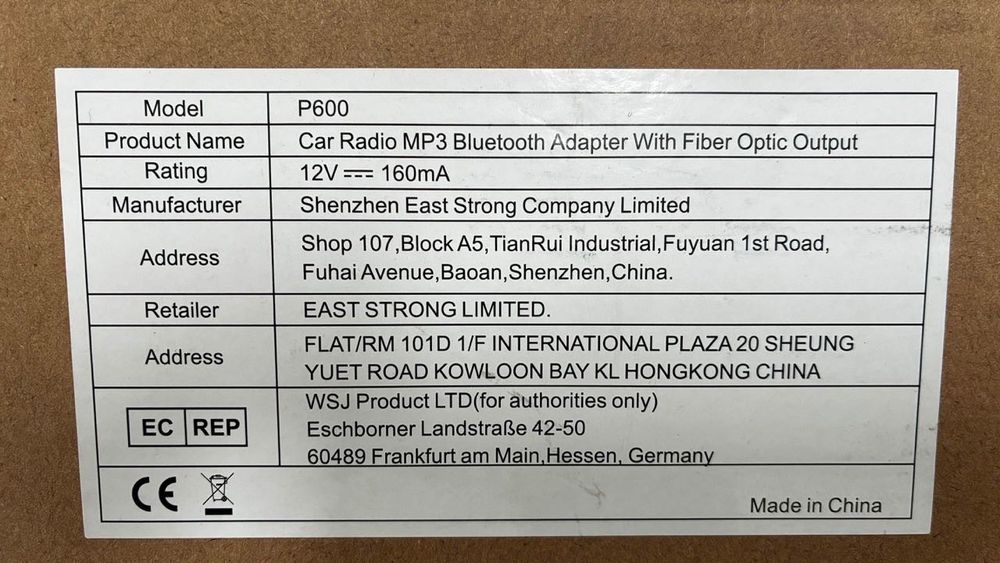 Model P600
Product Name Car Radio MP3 Bluetooth Adapter With Fiber Optic Output
Rating 12V⎓160mA
Manufacturer Shenzhen East Strong Company Limited
Address Shop 107,Block A5,TianRui Industrial,Fuyuan 1st Road,
Fuhai Avenue,Baoan,Shenzhen,China.
Retailer EAST STRONG LIMITED.
Address FLAT/RM 101D 1/F INTERNATIONAL PLAZA 20 SHEUNG
YUET ROAD KOWLOON BAY KL HONGKONG CHINA
EC REP WSJ Product LTD(for authorities only)
Eschborner Landstraße 42-50
60489 Frankfurt am Main,Hessen, Germany
CE Made in China